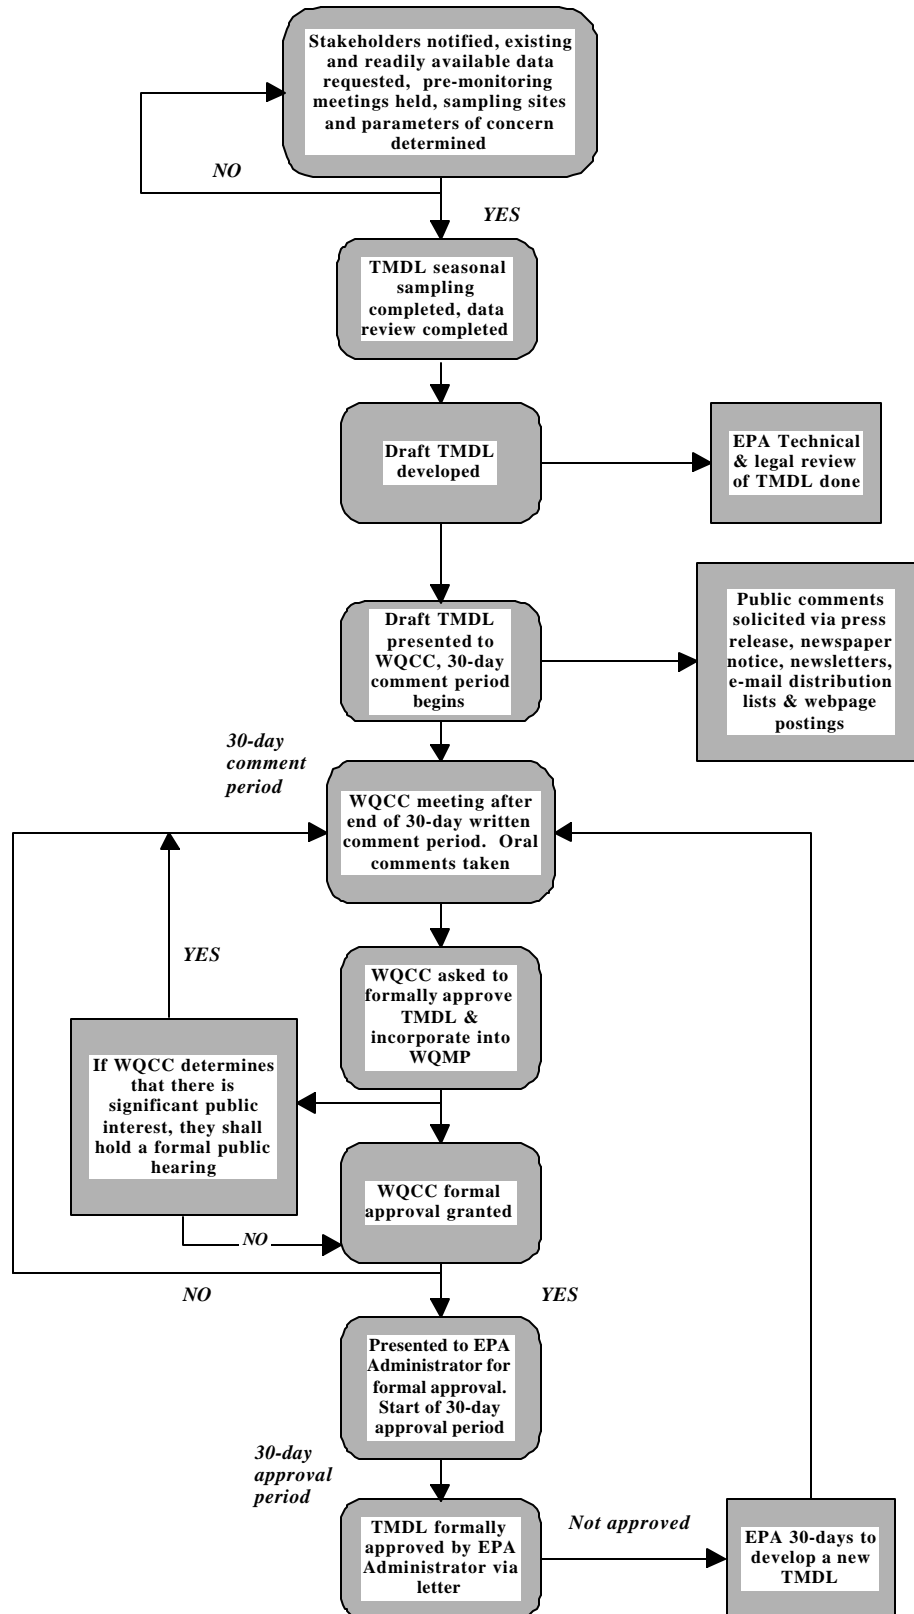 Stakeholders notified, existing
and readily available data
requested, pre-monitoring
meetings held, sampling sites
and parameters of concern
determined
NO
YES
TMDL seasonal
sampling
completed, data
review completed
Draft TMDL
developed
EPA Technical
& legal review
of TMDL done
Draft TMDL
presented to
WQCC, 30-day
comment period
begins
Public comments
solicited via press
release, newspaper
notice, newsletters,
e-mail distribution
lists & webpage
postings
30-day
comment
period
WQCC meeting after
end of 30-day written
comment period. Oral
comments taken
YES
WQCC asked to
formally approve
TMDL &
incorporate into
WQMP
If WQCC determines
that there is
significant public
interest, they shall
hold a formal public
hearing
WQCC formal
approval granted
NO
NO
YES
Presented to EPA
Administrator for
formal approval.
Start of 30-day
approval period
30-day
approval
period
TMDL formally
approved by EPA
Administrator via
letter
Not approved
EPA 30-days to
develop a new
TMDL